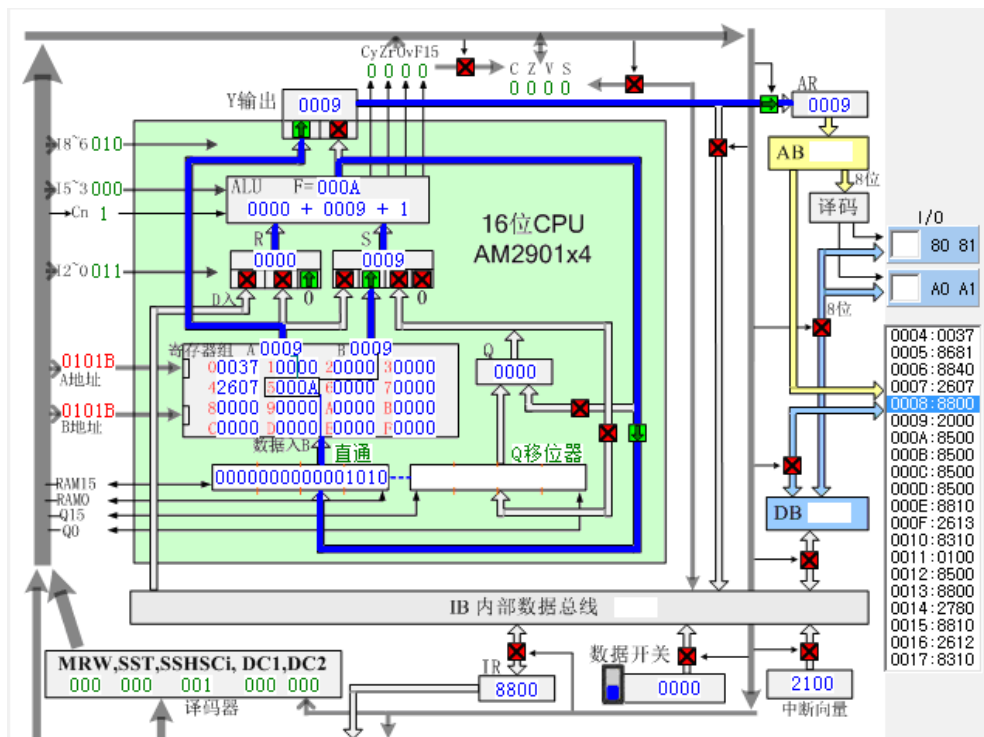 CyZrOvF15
0 0 0 0
C Z V S
0 0 0 0
Y输出
0009
AR
0009
I8~6 010
AB
8位
I5~3 000
ALU F= 000A
译码
Cn 1
0000 + 0009 + 1
I/O
16位CPU
R
S
80 81
AM2901x4
0000
0009
I2~0 011
A0 A1
D入
0
0
8位
寄存器组
A 0009
B 0009
Q
0101B
A地址
0 0037 1 0000 2 0000 3 0000
0000
4 2607 5 000A 6 0000 7 0000
0101B
B地址
8 0000 9 0000 A 0000 B 0000
C 0000 D 0000 E 0000 F 0000
数据入B
直通
Q移位器
RAM15
0000000000001010
RAM0
Q15
Q0
DB
0004:0037
0005:8681
0006:8840
0007:2607
0008:8800
0009:2000
000A:8500
000B:8500
000C:8500
000D:8500
000E:8810
000F:2613
0010:8310
0011:0100
0012:8500
0013:8800
0014:2780
0015:8810
0016:2612
0017:8310
IB 内部数据总线
MRW,SST,SSHSCi, DC1,DC2
000 000 001 000 000
译码器
IR
8800
数据开关
0000
2100
中断向量